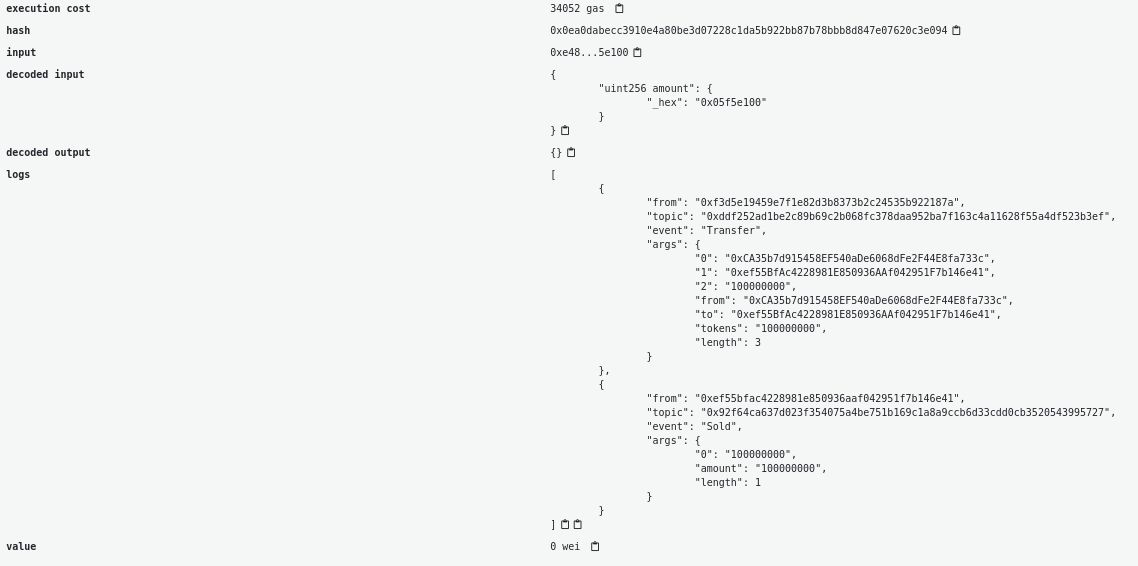 execution cost 34052 gas
hash 0x0ea0dabecc3910e4a80be3d07228c1da5b922bb87b78bbb8d847e07620c3e094
input 0xe48...5e100
decoded input {
"uint256 amount": {
"_hex": "0x05f5e100"
}
}
decoded output {}
logs [
{
"from": "0xf3d5e19459e7f1e82d3b8373b2c24535b922187a",
"topic": "0xddf252ad1be2c89b69c2b068fc378daa952ba7f163c4a11628f55a4df523b3ef",
"event": "Transfer",
"args": {
"0": "0xCA35b7d915458EF540aDe6068dFe2F44E8fa733c",
"1": "0xef55BfAc4228981E850936AAf042951F7b146e41",
"2": "100000000",
"from": "0xCA35b7d915458EF540aDe6068dFe2F44E8fa733c",
"to": "0xef55BfAc4228981E850936AAf042951F7b146e41",
"tokens": "100000000",
"length": 3
}
},
{
"from": "0xef55bfac4228981e850936aaf042951f7b146e41",
"topic": "0x92f64ca637d023f354075a4be751b169c1a8a9ccb6d33cdd0cb3520543995727",
"event": "Sold",
"args": {
"0": "100000000",
"amount": "100000000",
"length": 1
}
}
]
value 0 wei